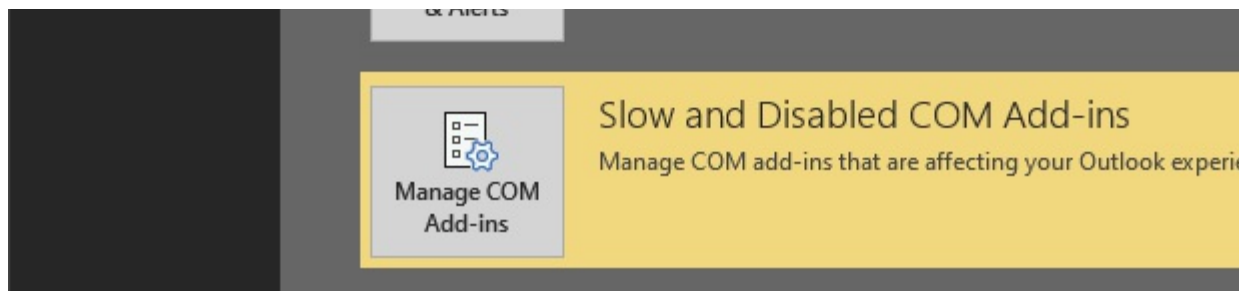 & Alerts
Slow and Disabled COM Add-ins
Manage COM add-ins that are affecting your Outlook
Manage COM
Add-ins